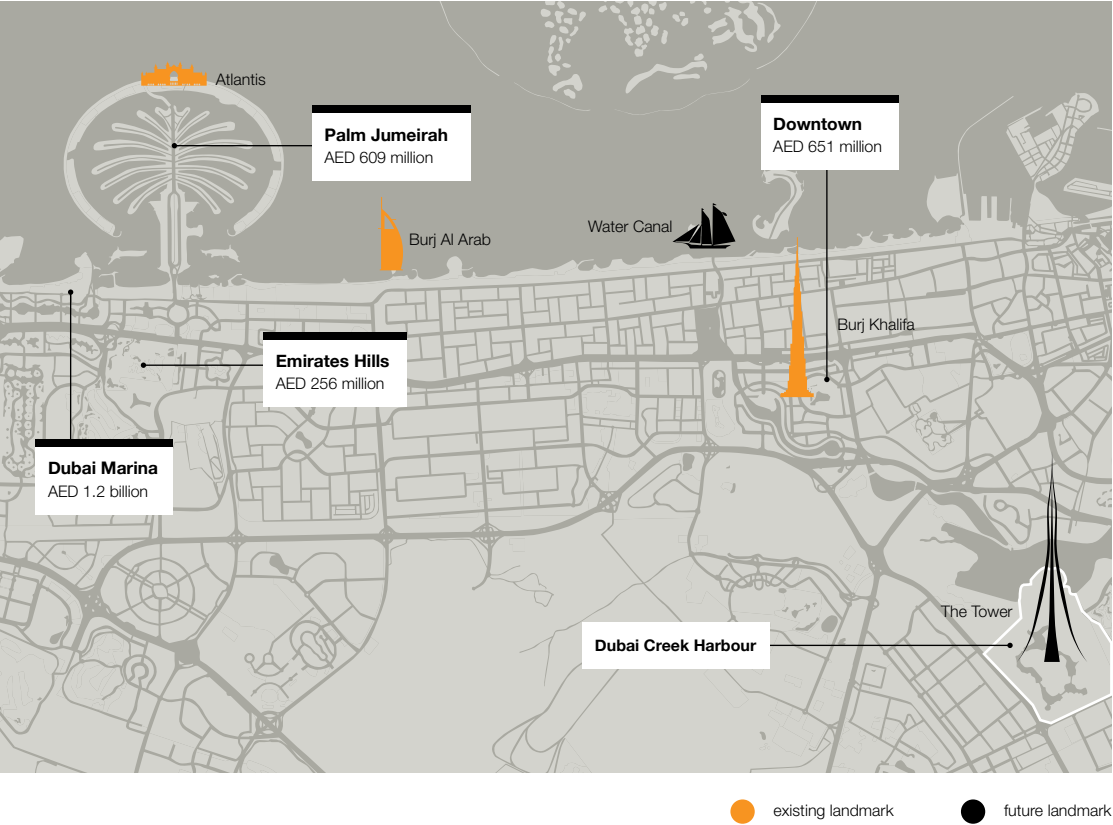 Atlantis
Palm Jumeirah
AED 609 million
Downtown
AED 651 million
Water Canal
Burj Al Arab
Burj Khalifa
Emirates Hills
AED 256 million
Dubai Marina
AED 1.2 billion
The Tower
Dubai Creek Harbour
existing landmark
future landmark